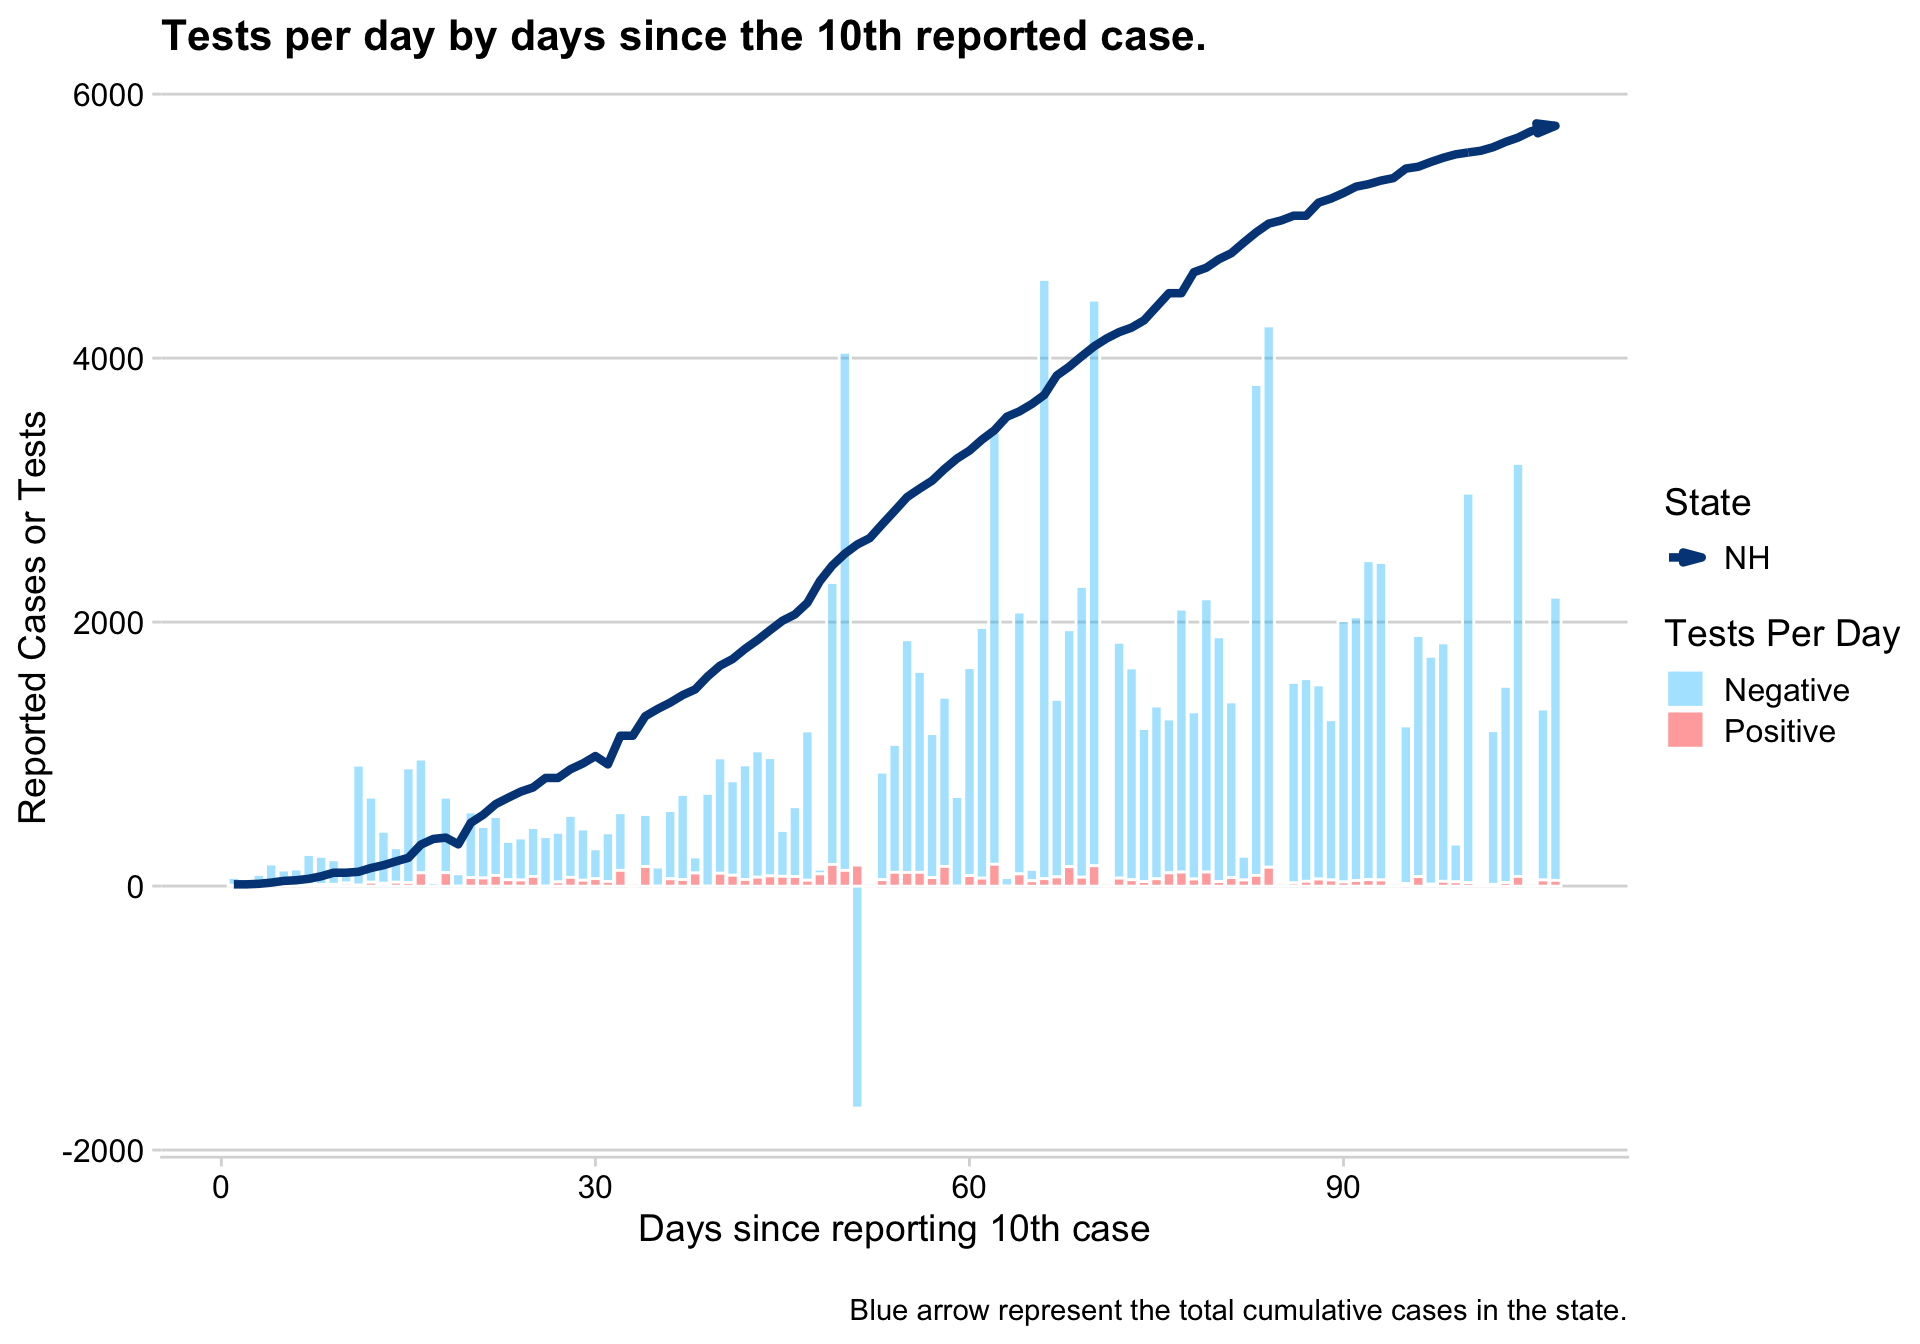 Tests per day by days since the 10th reported case.
6000
4000
2000
0
-2000
Reported Cases or Tests
0 30 60 90
Days since reporting 10th case
State
NH
Tests Per Day
Negative
Positive
Blue arrow represent the total cumulative cases in the state.